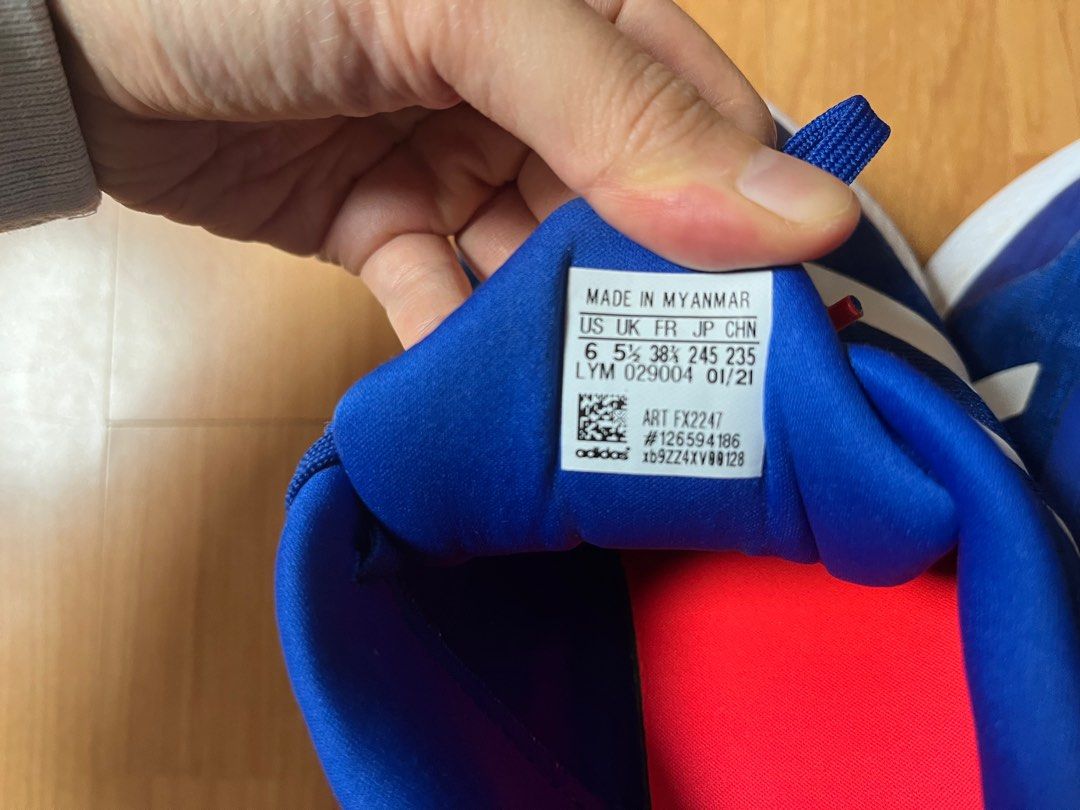 MADE IN MYANMAR
US UK FR JP CHN
6 5½ 38⅔ 245 235
LYM 029004 01/21
ART FX2247
#126594186
adidas xb9ZZ4XV00128